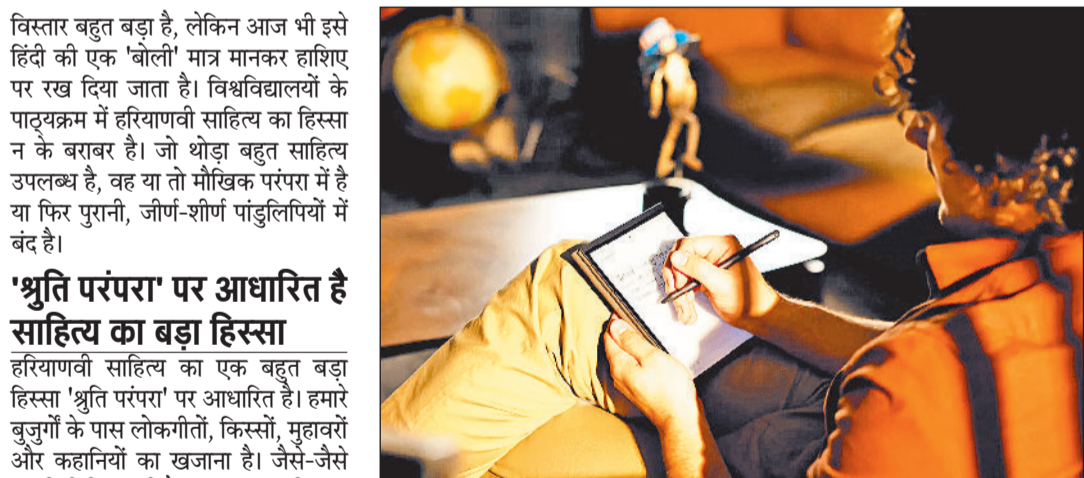 विस्तार बहुत बड़ा है, लेकिन आज भी इसे
हिंदी की एक 'बोली' मात्र मानकर हाशिए
पर रख दिया जाता है। विश्वविद्यालयों के
पाठ्यक्रम में हरियाणवी साहित्य का हिस्सा
न के बराबर है। जो थोड़ा बहुत साहित्य
उपलब्ध है, वह या तो मौखिक परंपरा में है
या फिर पुरानी, जीर्ण-शीर्ण पांडुलिपियों में
बंद है।
'श्रुति परंपरा' पर आधारित है
साहित्य का बड़ा हिस्सा
हरियाणवी साहित्य का एक बहुत बड़ा
हिस्सा 'श्रुति परंपरा' पर आधारित है। हमारे
बुजुर्गों के पास लोकगीतों, किस्सों, मुहावरों
और कहानियों का खजाना है। जैसे-जैसे